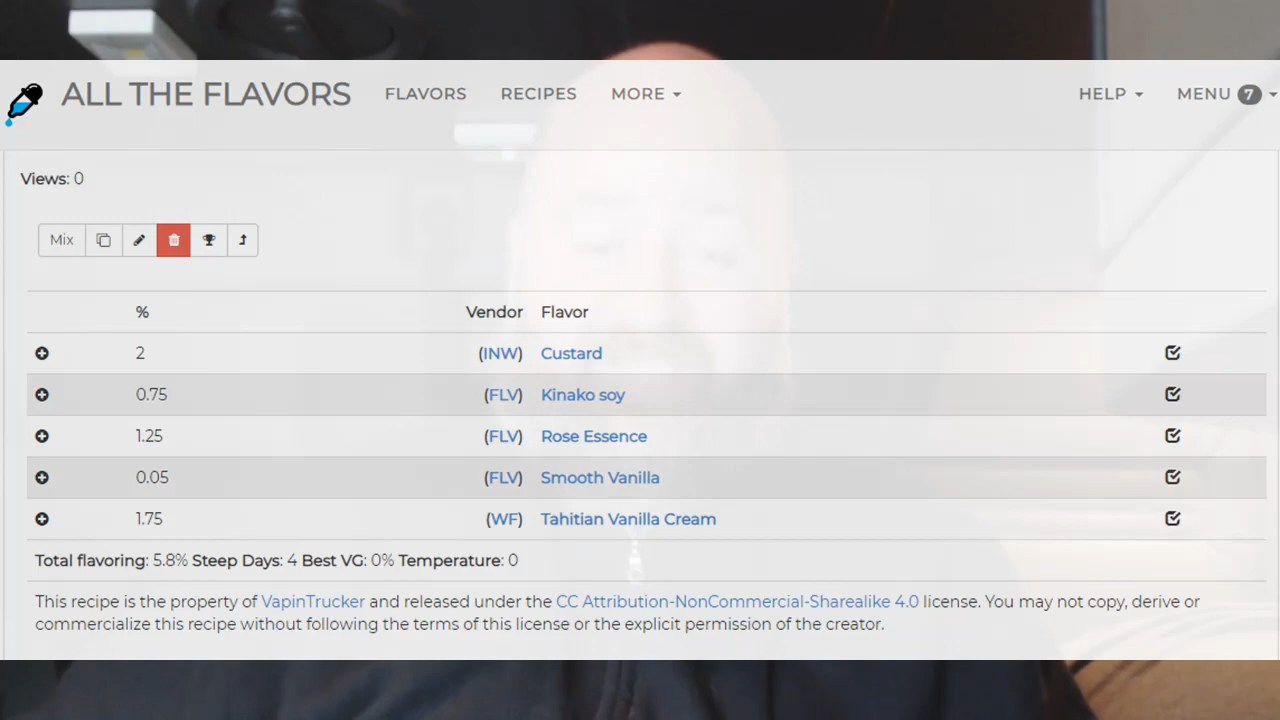 ALL THE FLAVORS FLAVORS RECIPES MORE HELP MENU 7
Views: 0
Mix
% Vendor Flavor
2 (INW) Custard
0.75 (FLV) Kinako soy
1.25 (FLV) Rose Essence
0.05 (FLV) Smooth Vanilla
1.75 (WF) Tahitian Vanilla Cream
Total flavoring: 5.8% Steep Days: 4 Best VG: 0% Temperature: 0
This recipe is the property of VapinTrucker and released under the CC Attribution-NonCommercial-Sharealike 4.0 license. You may not copy, derive or
commercialize this recipe without following the terms of this license or the explicit permission of the creator.